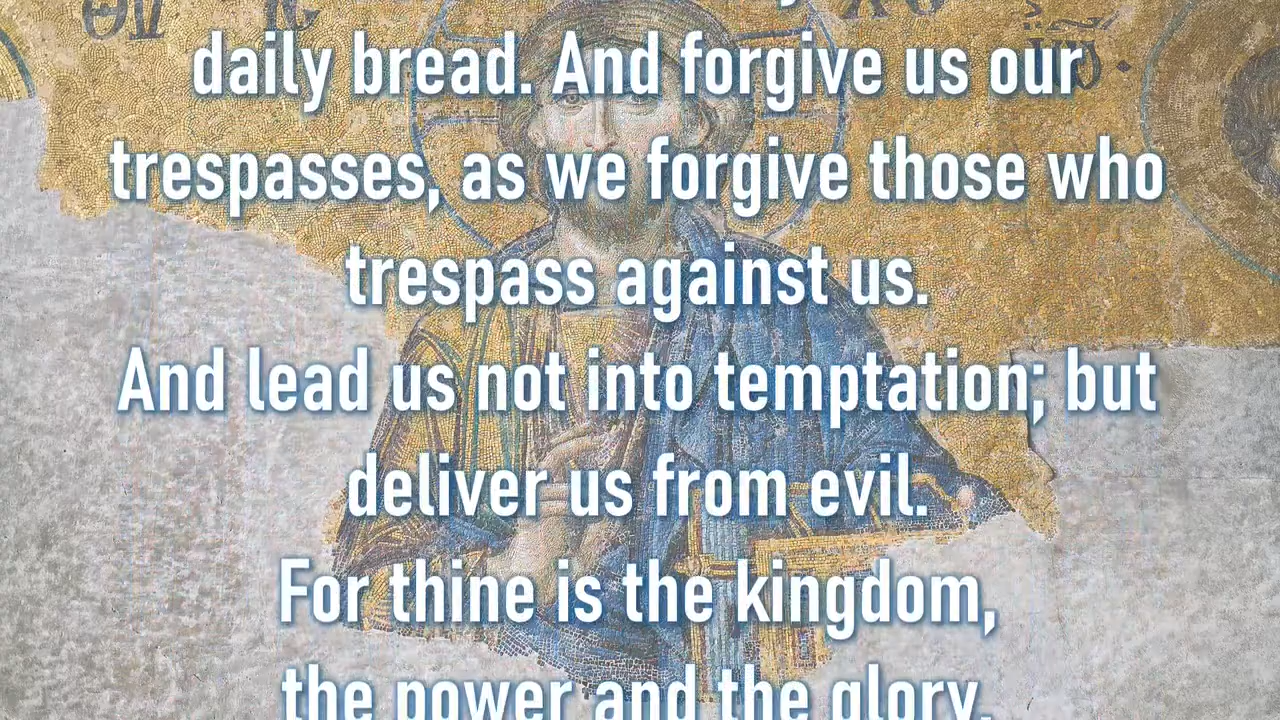 daily bread. And forgive us our
trespasses, as we forgive those who
trespass against us.
And lead us not into temptation; but
deliver us from evil.
For thine is the kingdom,
the power and the glory,